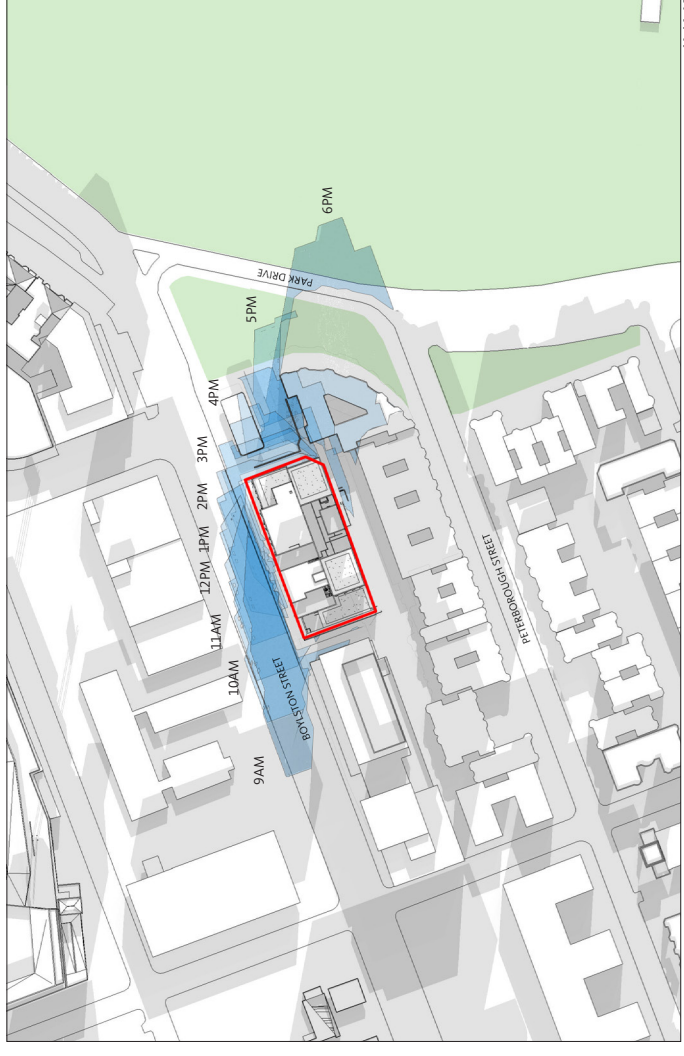 6PM
PARK DRIVE
5PM
4PM
3PM
2PM
1PM
12PM
11AM
10AM
BOYLSTON STREET
9AM
PETERBOROUGH STREET